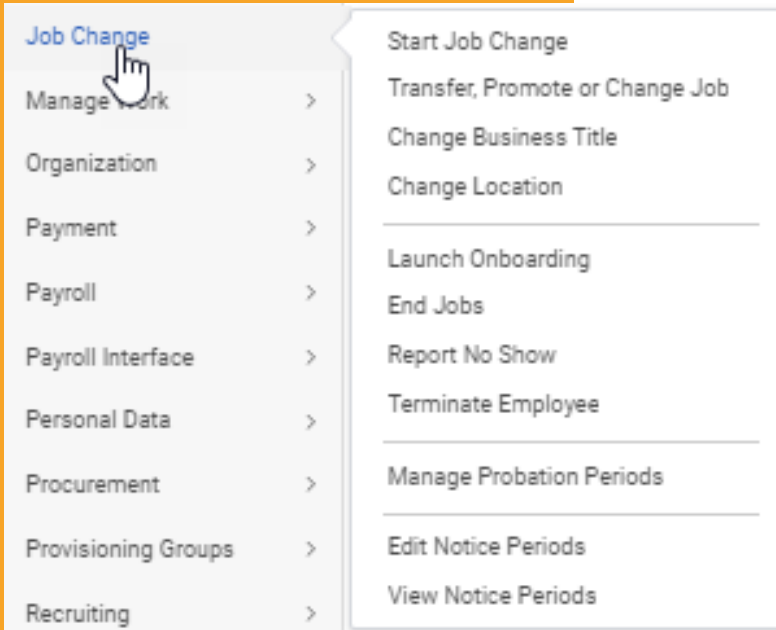 Job Change
Manage Work
Organization
Payment
Payroll
Payroll Interface
Personal Data
Procurement
Provisioning Groups
Recruiting
Start Job Change
Transfer, Promote or Change Job
Change Business Title
Change Location
Launch Onboarding
End Jobs
Report No Show
Terminate Employee
Manage Probation Periods
Edit Notice Periods
View Notice Periods